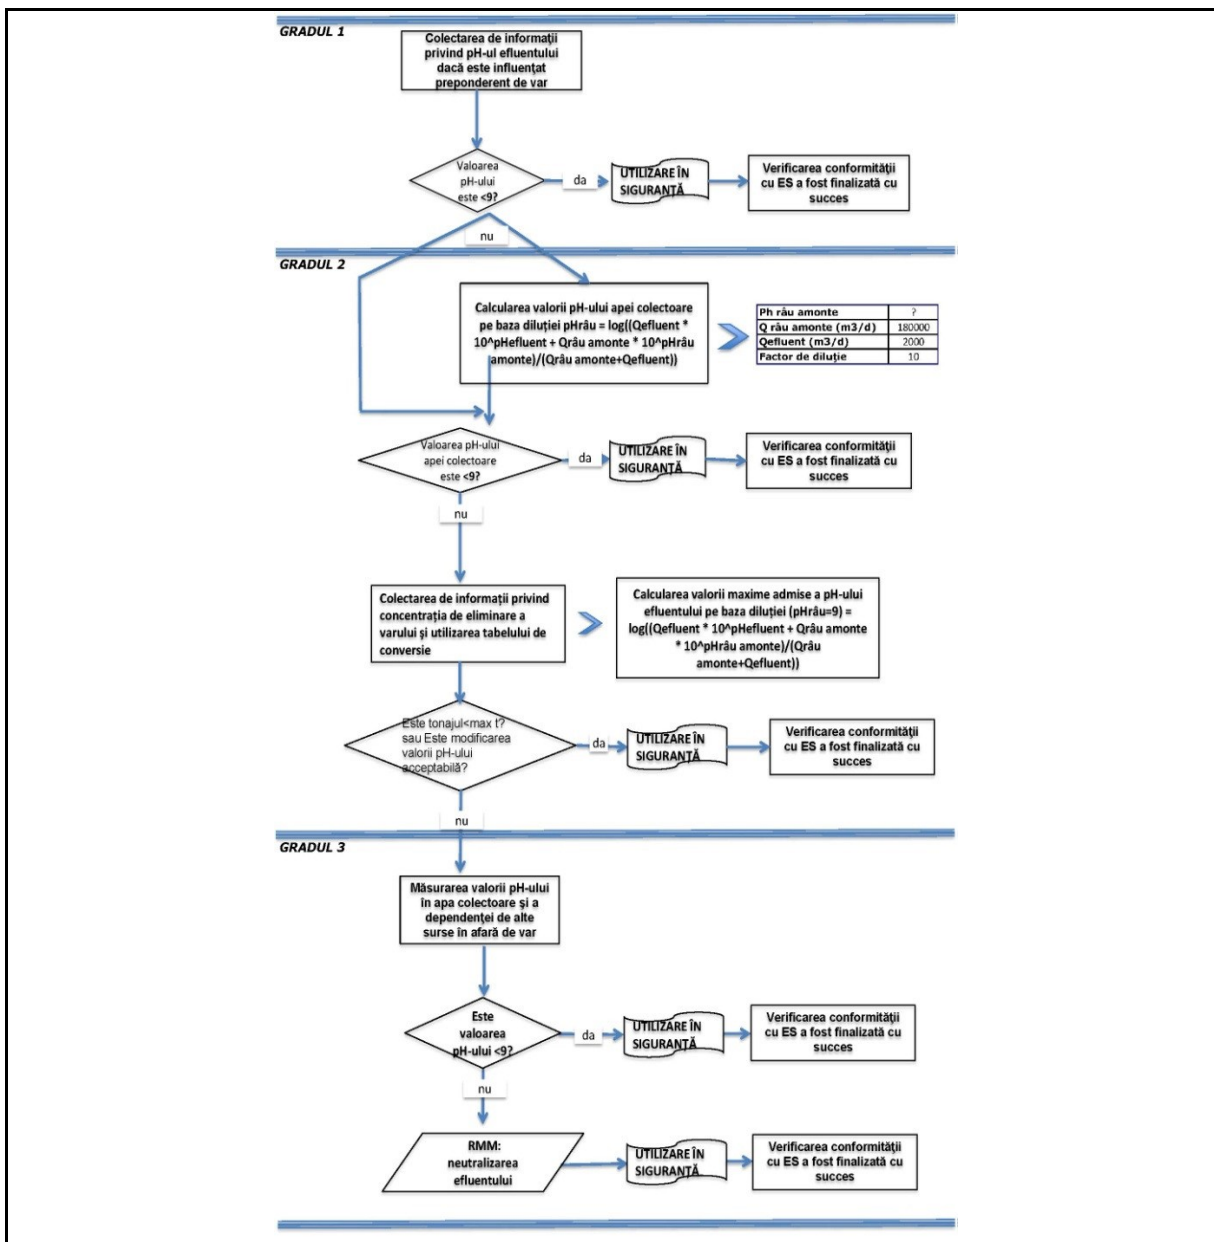 GRADUL 1
Colectarea de informații
privind pH-ul efluentului
dacă este influențat
preponderent de var
Valoarea
pH-ului
este <9?
da
UTILIZARE ÎN
SIGURANȚĂ
Verificarea conformității
cu ES a fost finalizată cu
succes
nu
GRADUL 2
Calcularea valorii pH-ului apei colectoare
pe baza diluției pHrâu = log((Qefluent *
10^pHefluent + Qrâu amonte * 10^pHrâu
amonte)/(Qrâu amonte+Qefluent))
Ph râu amonte ?
Q râu amonte (m3/d) 180000
Qefluent (m3/d) 2000
Factor de diluție 10
Valoarea pH-ului
apei colectoare
este <9?
da
UTILIZARE ÎN
SIGURANȚĂ
Verificarea conformității
cu ES a fost finalizată cu
succes
nu
Colectarea de informații privind
concentrația de eliminare a
varului și utilizarea tabelului de
conversie
Calcularea valorii maxime admise a pH-ului
efluentului pe baza diluției (pHrâu=9) =
log((Qefluent * 10^pHefluent + Qrâu amonte
* 10^pHrâu amonte)/(Qrâu
amonte+Qefluent))
Este tonajul<max t?
sau Este modificarea
valorii pH-ului
acceptabilă?
da
UTILIZARE ÎN
SIGURANȚĂ
Verificarea conformității
cu ES a fost finalizată cu
succes
nu
GRADUL 3
Măsurarea valorii pH-ului
în apa colectoare și a
dependenței de alte
surse în afară de var
Este
valoarea
pH-ului <9?
da
UTILIZARE ÎN
SIGURANȚĂ
Verificarea conformității
cu ES a fost finalizată cu
succes
nu
RMM:
neutralizarea
efluentului
UTILIZARE ÎN
SIGURANȚĂ
Verificarea conformității
cu ES a fost finalizată cu
succes